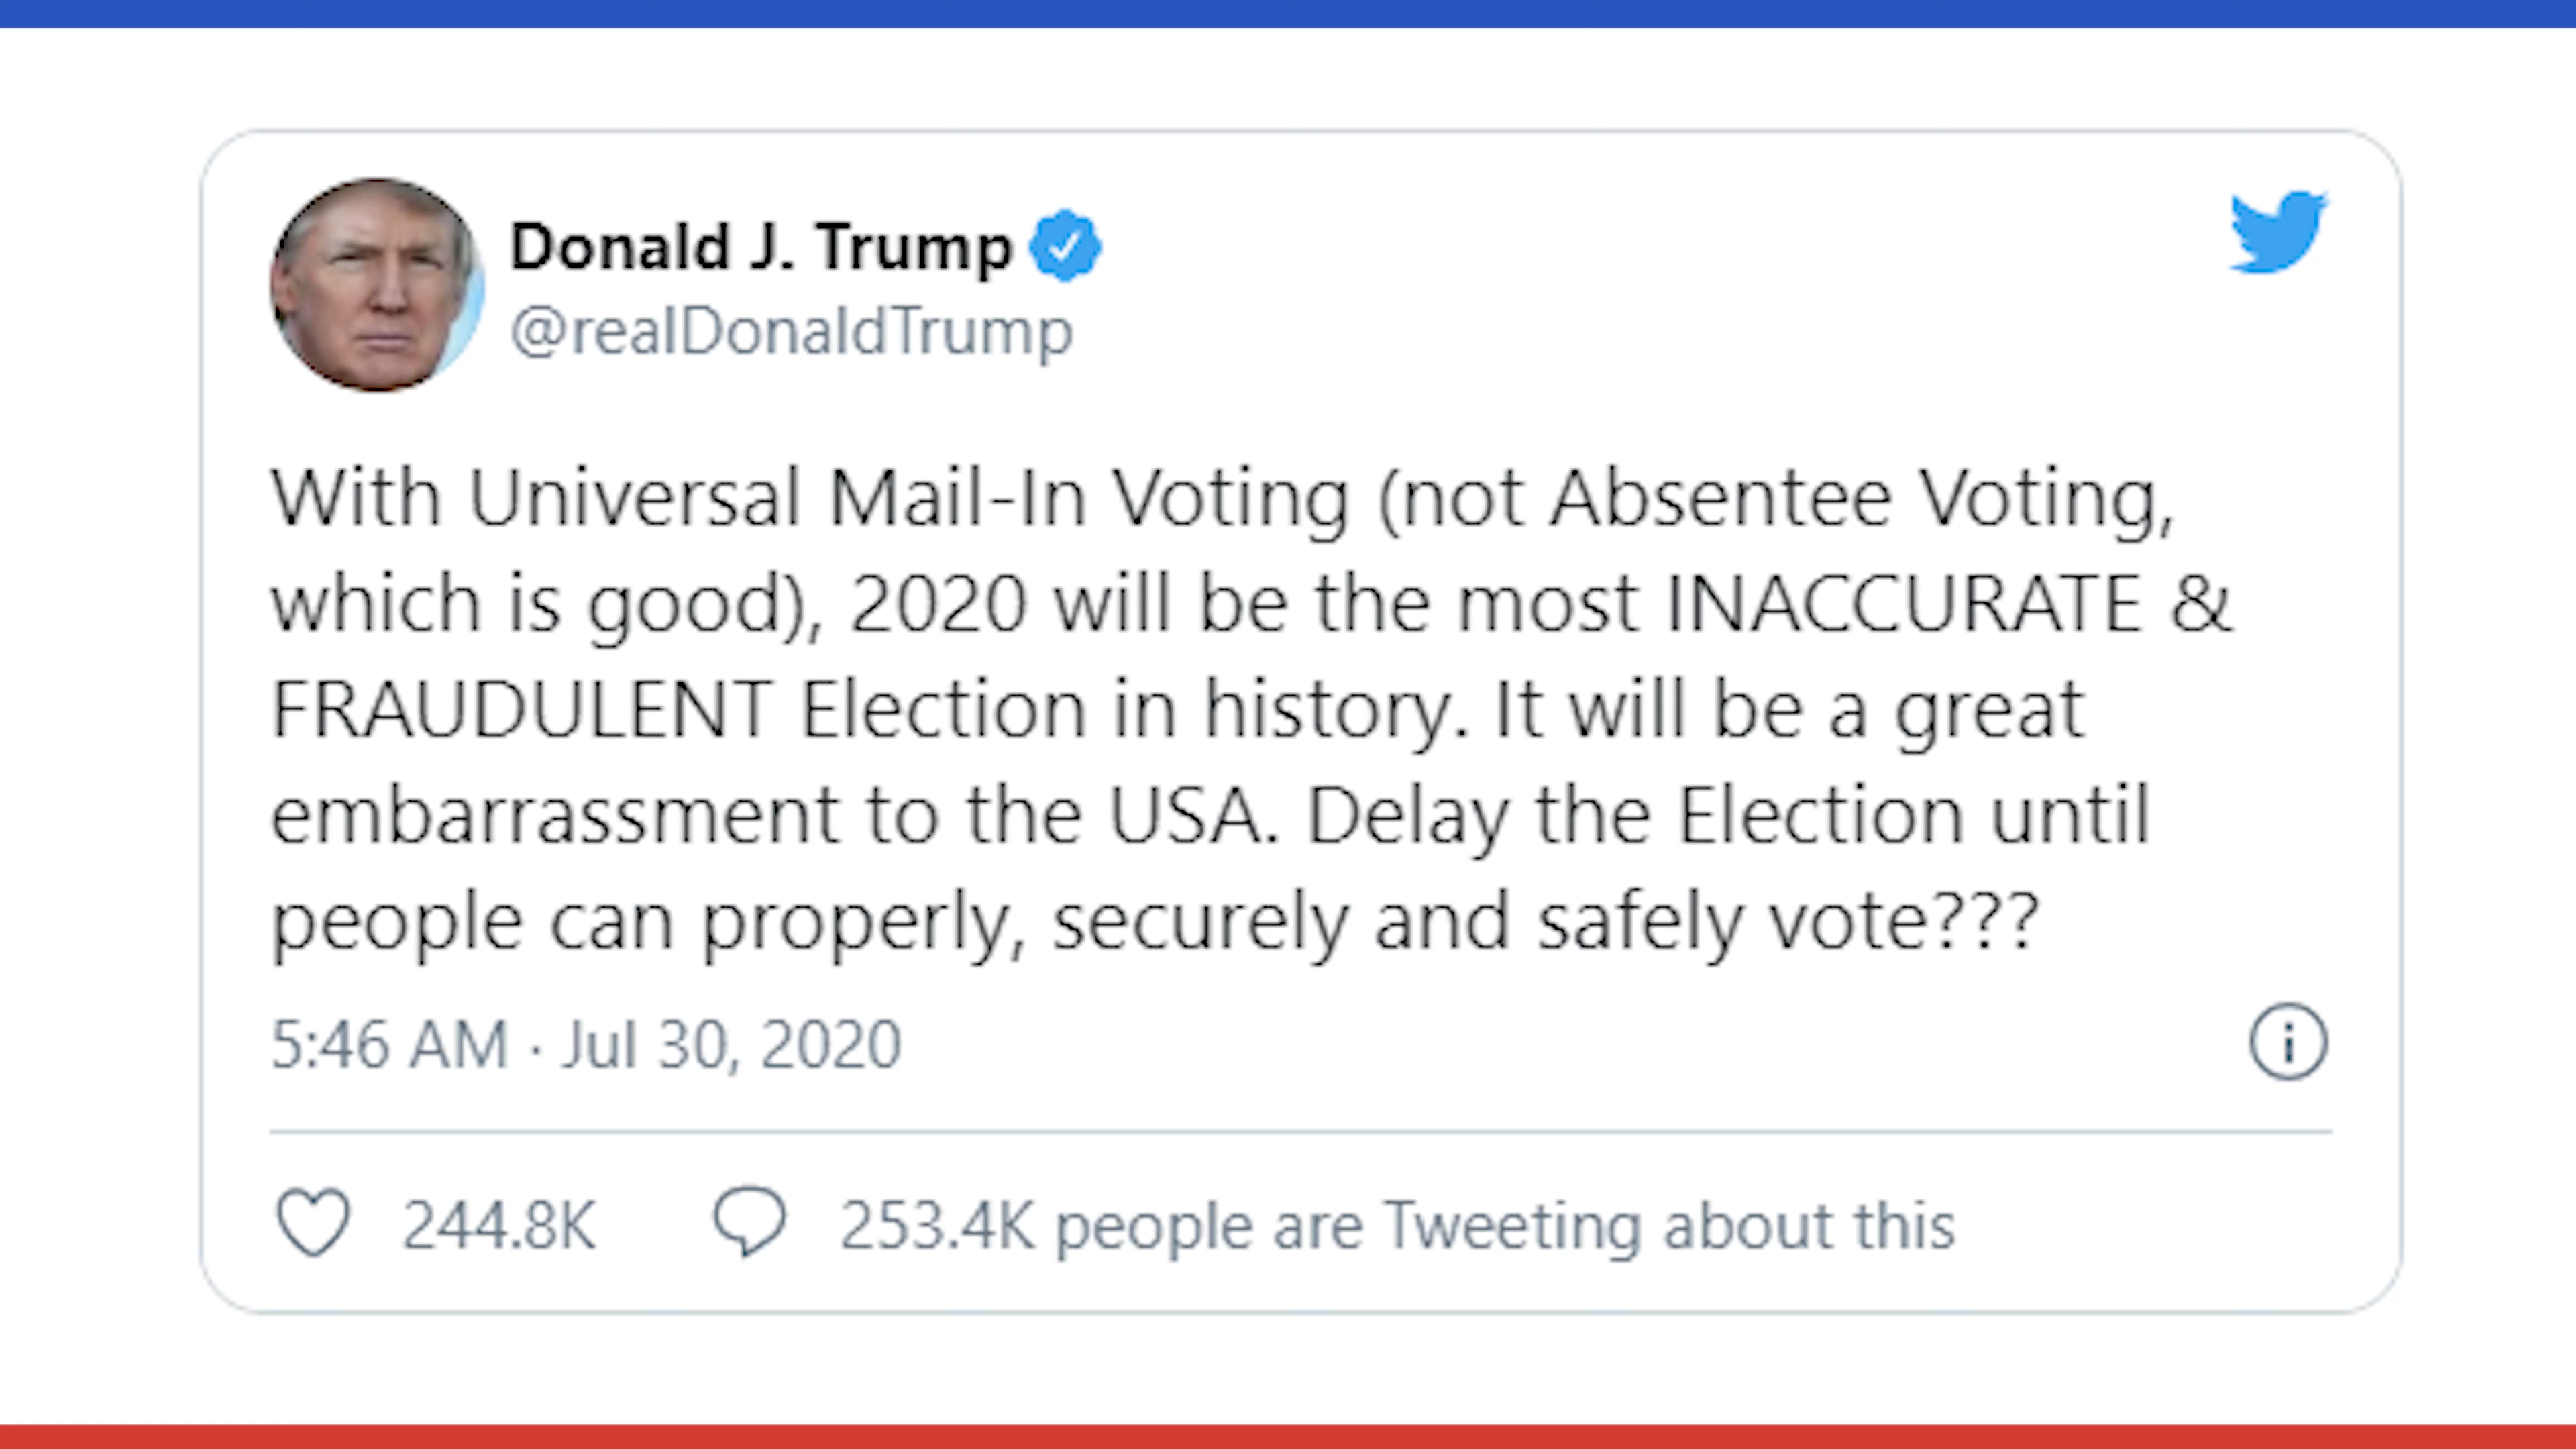 Donald J. Trump
@realDonaldTrump
With Universal Mail-In Voting (not Absentee Voting,
which is good), 2020 will be the most INACCURATE &
FRAUDULENT Election in history. It will be a great
embarrassment to the USA. Delay the Election until
people can properly, securely and safely vote???
5:46 AM · Jul 30, 2020
244.8K 253.4K people are Tweeting about this